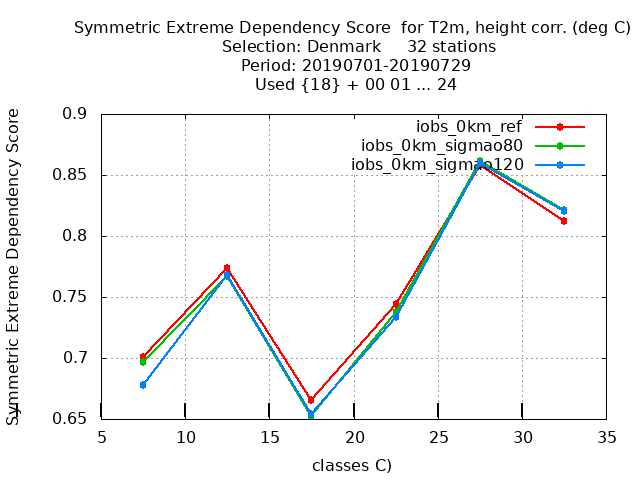 Symmetric Extreme Dependency Score  for T2m, height corr. (deg C)
Selection: Denmark     32 stations
Period: 20190701-20190729
Used {18} + 00 01 ... 24
Symmetric Extreme Dependency Score
0.9
0.85
0.8
0.75
0.7
0.65
iobs_0km_ref
iobs_0km_sigmao80
iobs_0km_sigmao120
5
10
15
20
25
30
35
classes C)